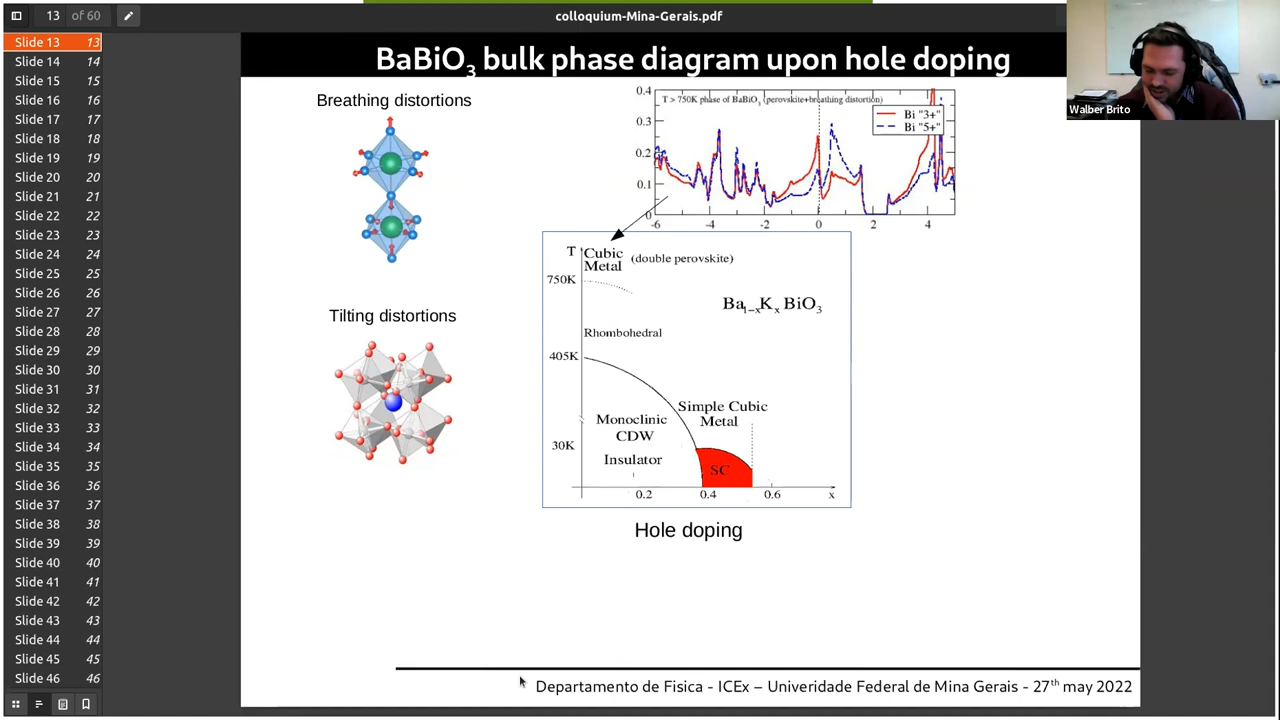 13 of 60
colloquium-Mina-Gerais.pdf
Slide 13 13
Slide 14 14
Slide 15 15
Slide 16 16
Slide 17 17
Slide 18 18
Slide 19 19
Slide 20 20
Slide 21 21
Slide 22 22
Slide 23 23
Slide 24 24
Slide 25 25
Slide 26 26
Slide 27 27
Slide 28 28
Slide 29 29
Slide 30 30
Slide 31 31
Slide 32 32
Slide 33 33
Slide 34 34
Slide 35 35
Slide 36 36
Slide 37 37
Slide 38 38
Slide 39 39
Slide 40 40
Slide 41 41
Slide 42 42
Slide 43 43
Slide 44 44
Slide 45 45
Slide 46 46
BaBiO3 bulk phase diagram upon hole doping
Walber Brito
Breathing distortions
Tilting distortions
T > 750K phase of BaBiO3 (perovskite+breathing distortion)
Bi "3+"
Bi "5+"
0.4
0.3
0.2
0.1
0
-6 -4 -2 0 2 4
T
Cubic
Metal
(double perovskite)
750K
Ba1-xKxBiO3
Rhombohedral
405K
Simple Cubic
Metal
Monoclinic
CDW
Insulator
30K
SC
0.2 0.4 0.6 x
Hole doping
Departamento de Fisica - ICEx – Univeridade Federal de Mina Gerais - 27th may 2022